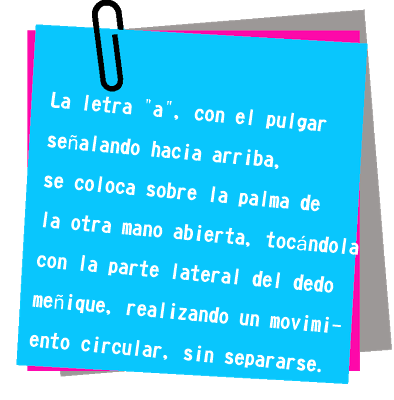 La letra "a", con el pulgar
señalando hacia arriba,
se coloca sobre la palma de
la otra mano abierta, tocándola
con la parte lateral del dedo
meñique, realizando un movimi-
ento circular, sin separarse.